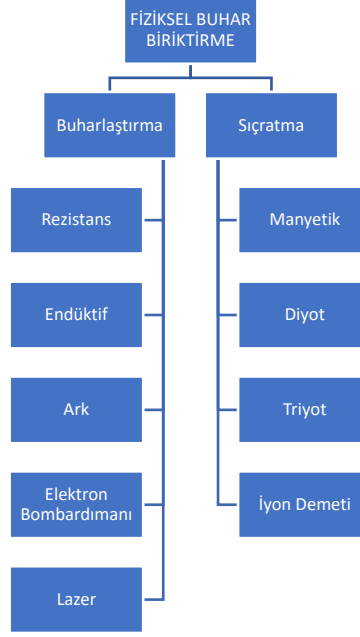 FİZİKSEL BUHAR
BİRİKTİRME
Buharlaştırma
Sıçratma
Rezistans
Endüktif
Ark
Elektron
Bombardımanı
Lazer
Manyetik
Diyot
Triyot
İyon Demeti